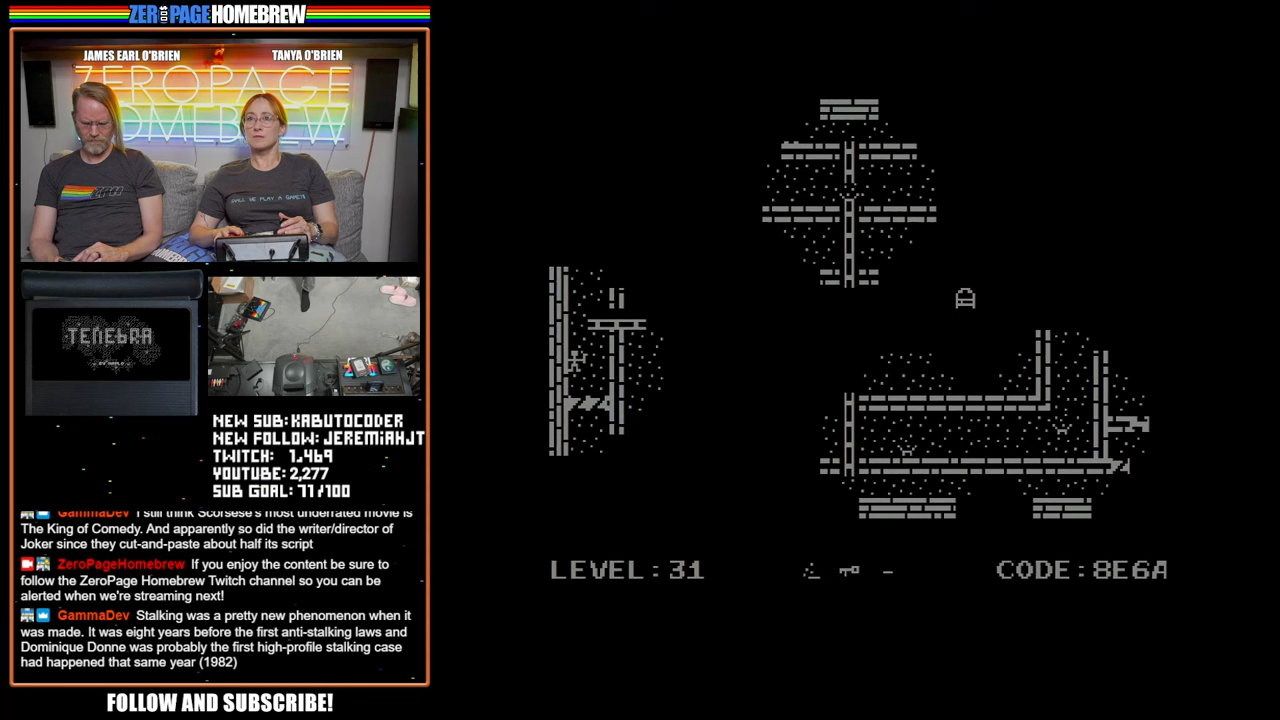 ZEROPAGE HOMEBREW
JAMES EARL O'BRIEN
TANYA O'BRIEN
ZEROPAGE
HOMEBREW
SHALL WE PLAY A GAME?
TENEBRA
NEW SUB: KABUTOCODER
NEW FOLLOW: JEREMIAHJT
TWITCH: 1,469
YOUTUBE: 2,277
SUB GOAL: 71/100
GammaDev I still think Scorsese's most underrated movie is
The King of Comedy. And apparently so did the writer/director of
Joker since they cut-and-paste about half its script
ZeroPageHomebrew If you enjoy the content be sure to
follow the ZeroPage Homebrew Twitch channel so you can be
alerted when we're streaming next!
GammaDev Stalking was a pretty new phenomenon when it
was made. It was eight years before the first anti-stalking laws and
Dominique Donne was probably the first high-profile stalking case
had happened that same year (1982)
FOLLOW AND SUBSCRIBE!
LEVEL:31
CODE:8E6A